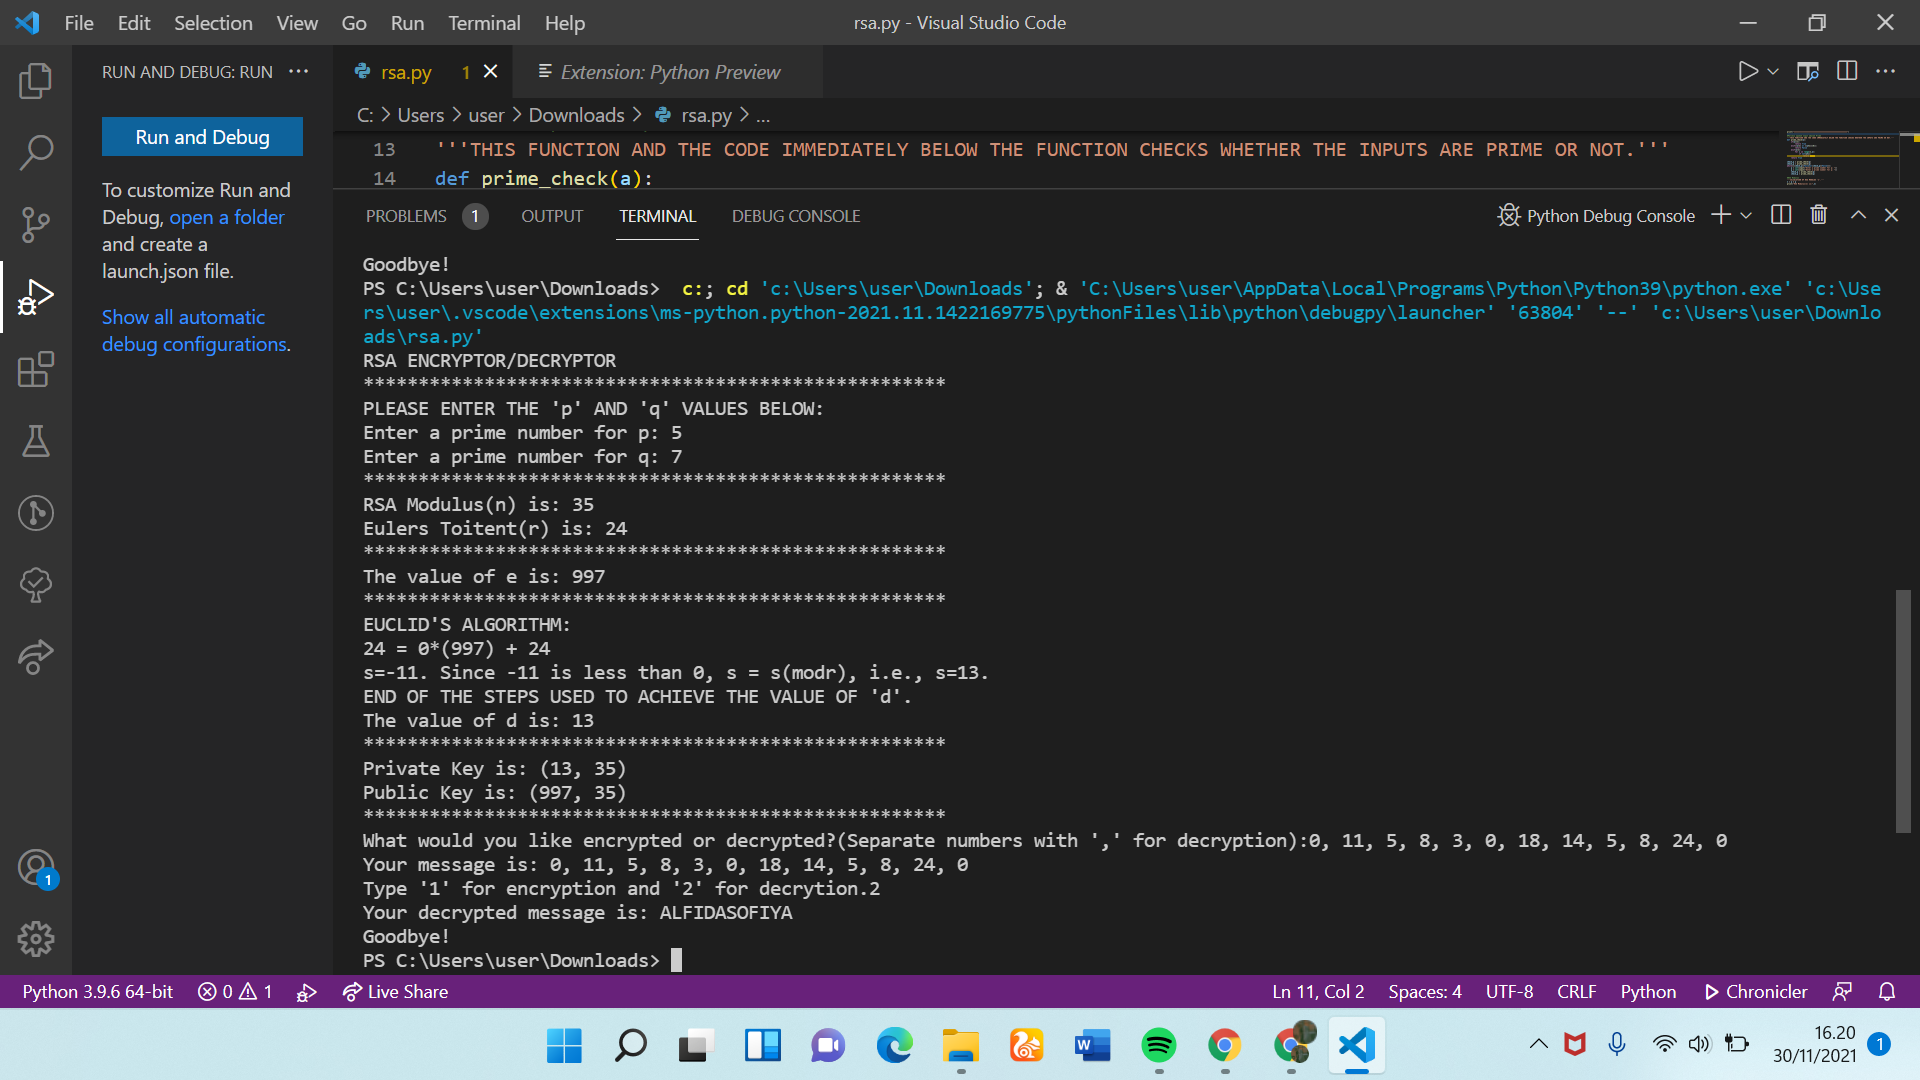 File Edit Selection View Go Run Terminal Help
rsa.py - Visual Studio Code
RUN AND DEBUG: RUN ...
rsa.py 1
Extension: Python Preview
C: > Users > user > Downloads > rsa.py > ...
Run and Debug
To customize Run and
Debug, open a folder
and create a
launch.json file.
Show all automatic
debug configurations.
13 '''THIS FUNCTION AND THE CODE IMMEDIATELY BELOW THE FUNCTION CHECKS WHETHER THE INPUTS ARE PRIME OR NOT.'''
14 def prime_check(a):
PROBLEMS 1 OUTPUT TERMINAL DEBUG CONSOLE
Python Debug Console
Goodbye!
PS C:\Users\user\Downloads>  c:; cd 'c:\Users\user\Downloads'; & 'C:\Users\user\AppData\Local\Programs\Python\Python39\python.exe' 'c:\Use
rs\user\.vscode\extensions\ms-python.python-2021.11.1422169775\pythonFiles\lib\python\debugpy\launcher' '63804' '--' 'c:\Users\user\Downlo
ads\rsa.py'
RSA ENCRYPTOR/DECRYPTOR
*****************************************************
PLEASE ENTER THE 'p' AND 'q' VALUES BELOW:
Enter a prime number for p: 5
Enter a prime number for q: 7
*****************************************************
RSA Modulus(n) is: 35
Eulers Toitent(r) is: 24
*****************************************************
The value of e is: 997
*****************************************************
EUCLID'S ALGORITHM:
24 = 0*(997) + 24
s=-11. Since -11 is less than 0, s = s(modr), i.e., s=13.
END OF THE STEPS USED TO ACHIEVE THE VALUE OF 'd'.
The value of d is: 13
*****************************************************
Private Key is: (13, 35)
Public Key is: (997, 35)
*****************************************************
What would you like encrypted or decrypted?(Separate numbers with ',' for decryption):0, 11, 5, 8, 3, 0, 18, 14, 5, 8, 24, 0
Your message is: 0, 11, 5, 8, 3, 0, 18, 14, 5, 8, 24, 0
Type '1' for encryption and '2' for decrytion.2
Your decrypted message is: ALFIDASOFIYA
Goodbye!
PS C:\Users\user\Downloads>
1
Python 3.9.6 64-bit 0 1 Live Share
Ln 11, Col 2 Spaces: 4 UTF-8 CRLF Python Chronicler
16.20
30/11/2021
1